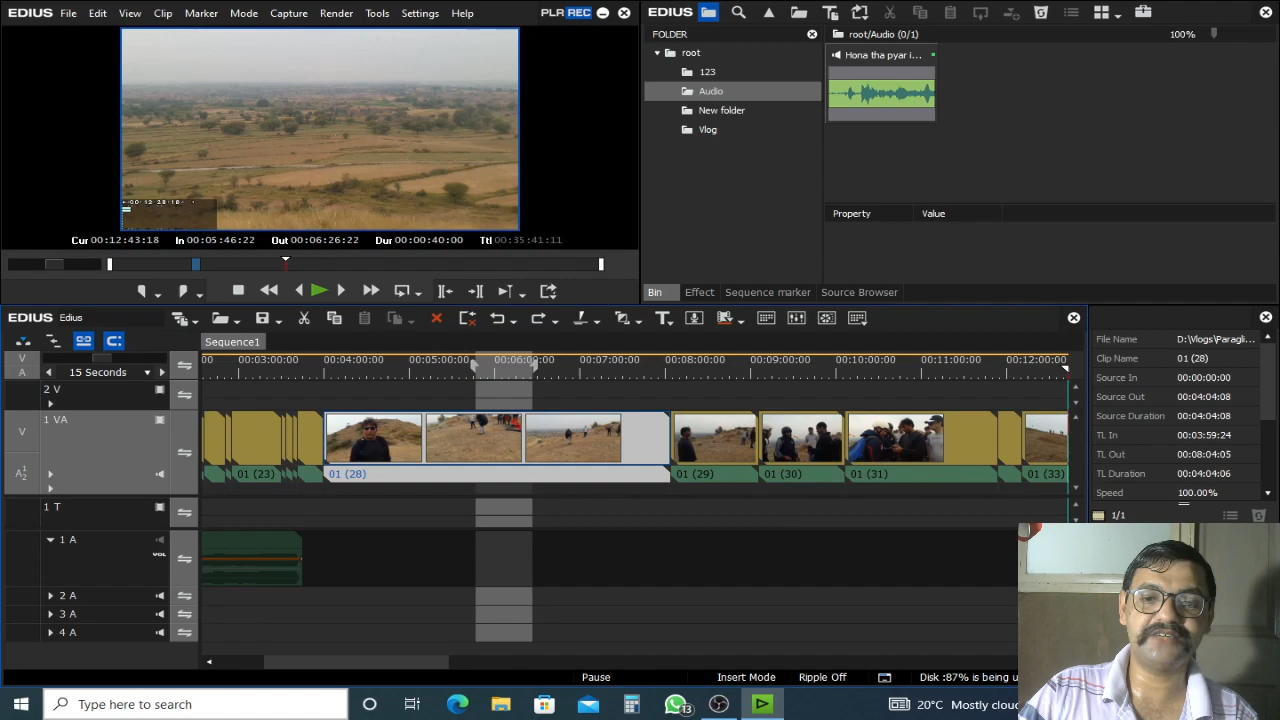 EDIUS File Edit View Clip Marker Mode Capture Render Tools Settings Help PLR REC
00:12:28:18
Cur 00:12:43:18 In 00:05:46:22 Out 00:06:26:22 Dur 00:00:40:00 Ttl 00:35:41:11
EDIUS
FOLDER
root
123
Audio
New folder
Vlog
root/Audio (0/1) 100%
Hona tha pyar i...
Property Value
Bin Effect Sequence marker Source Browser
EDIUS Edius
Sequence1
V
A
15 Seconds
00 00:03:00:00 00:04:00:00 00:05:00:00 00:06:00:00 00:07:00:00 00:08:00:00 00:09:00:00 00:10:00:00 00:11:00:00 00:12:00:00
2 V
1 VA
V
A12
01 (23) 01 (28) 01 (29) 01 (30) 01 (31) 01 (33)
1 T
1 A
VOL
2 A
3 A
4 A
File Name D:\Vlogs\Paragli...
Clip Name 01 (28)
Source In 00:00:00:00
Source Out 00:04:04:08
Source Duration 00:04:04:08
TL In 00:03:59:24
TL Out 00:08:04:05
TL Duration 00:04:04:06
Speed 100.00%
1/1
Pause Insert Mode Ripple Off Disk :87% is being u
Type here to search
13
20°C Mostly clou